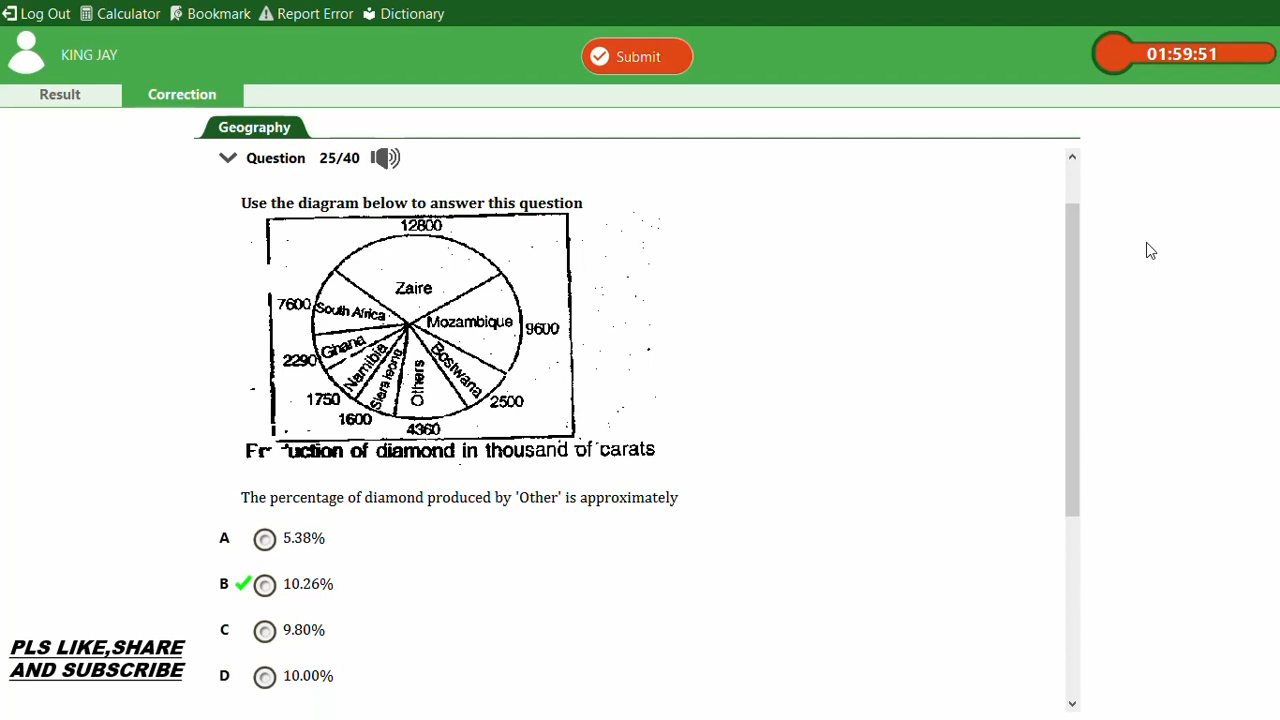 Log Out Calculator Bookmark Report Error Dictionary
KING JAY
Submit
01:59:51
Result Correction
Geography
Question 25/40
Use the diagram below to answer this question
12800
Zaire
7600 South Africa
Mozambique 9600
Ghana
2290
Namibia
Siera leone
Others
Bostwana
1750
2500
1600
4360
of diamond in thousand of carats
The percentage of diamond produced by 'Other' is approximately
A 5.38%
B 10.26%
C 9.80%
D 10.00%
PLS LIKE,SHARE
AND SUBSCRIBE